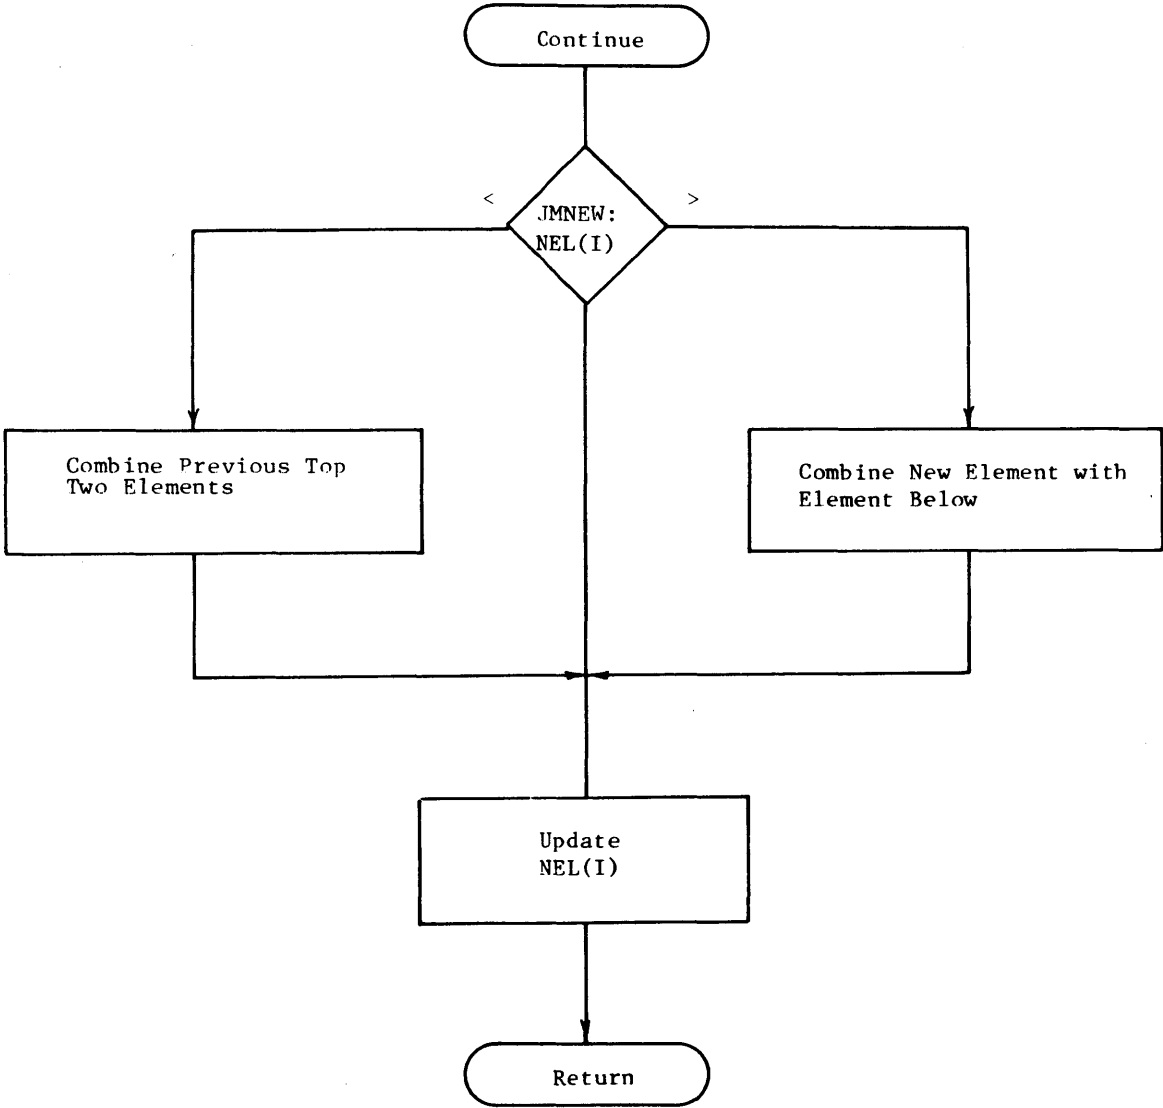 Continue
<
>
JMNEW:
NEL(I)
Combine Previous Top
Two Elements
Combine New Element with
Element Below
Update
NEL(I)
Return